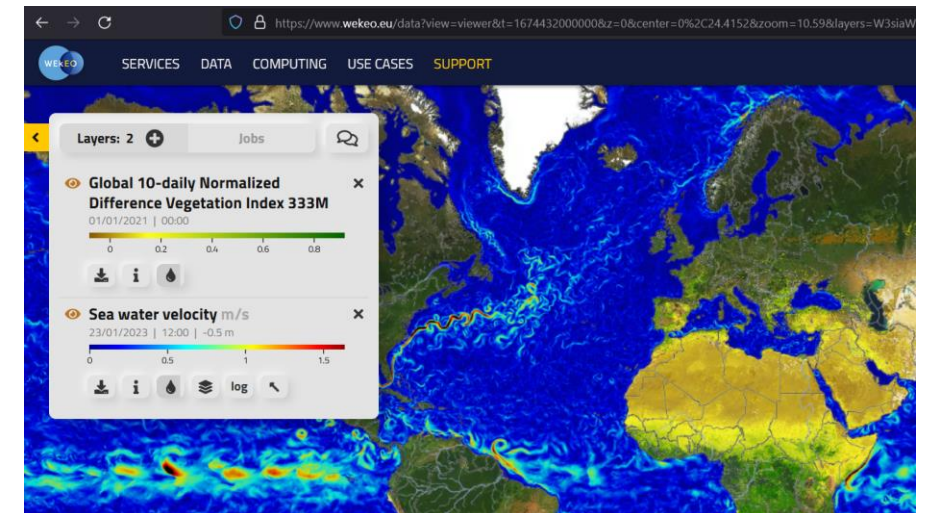 https://www.wekeo.eu/data?view=viewer&t=1674432000000&z=0&center=0%2C24.4152&zoom=10.59&layers=W3siaW
WEKEO SERVICES DATA COMPUTING USE CASES SUPPORT
Layers: 2 Jobs
Global 10-daily Normalized
Difference Vegetation Index 333M
01/01/2021 | 00:00
0 0.2 0.4 0.6 0.8
i
Sea water velocity m/s
23/01/2023 | 12:00 | -0.5 m
0 0.5 1 1.5
i log